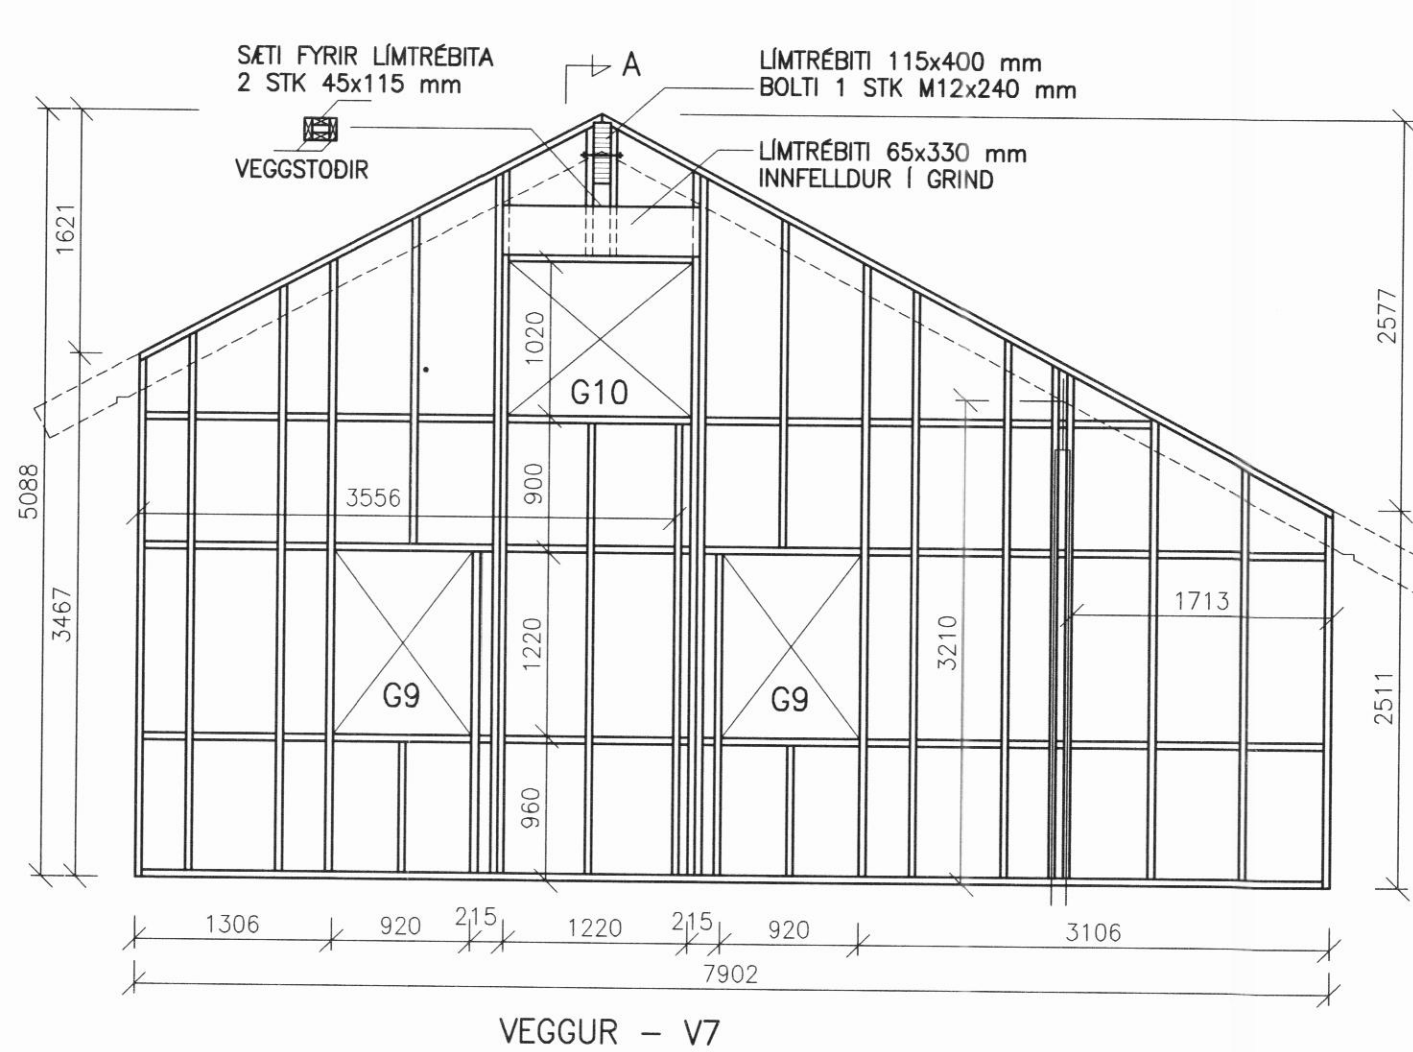 SÆTI FYRIR LÍMTRÉBITA
2 STK 45x115 mm
VEGGSTOÐIR
A
LÍMTRÉBITI 115x400 mm
BOLTI 1 STK M12x240 mm
LÍMTRÉBITI 65x330 mm
INNFELLDUR Í GRIND
1621
5088
3467
2577
2511
1020
G10
900
3556
1220
G9
G9
3210
1713
960
1306
920
215
1220
215
920
3106
7902
VEGGUR – V7